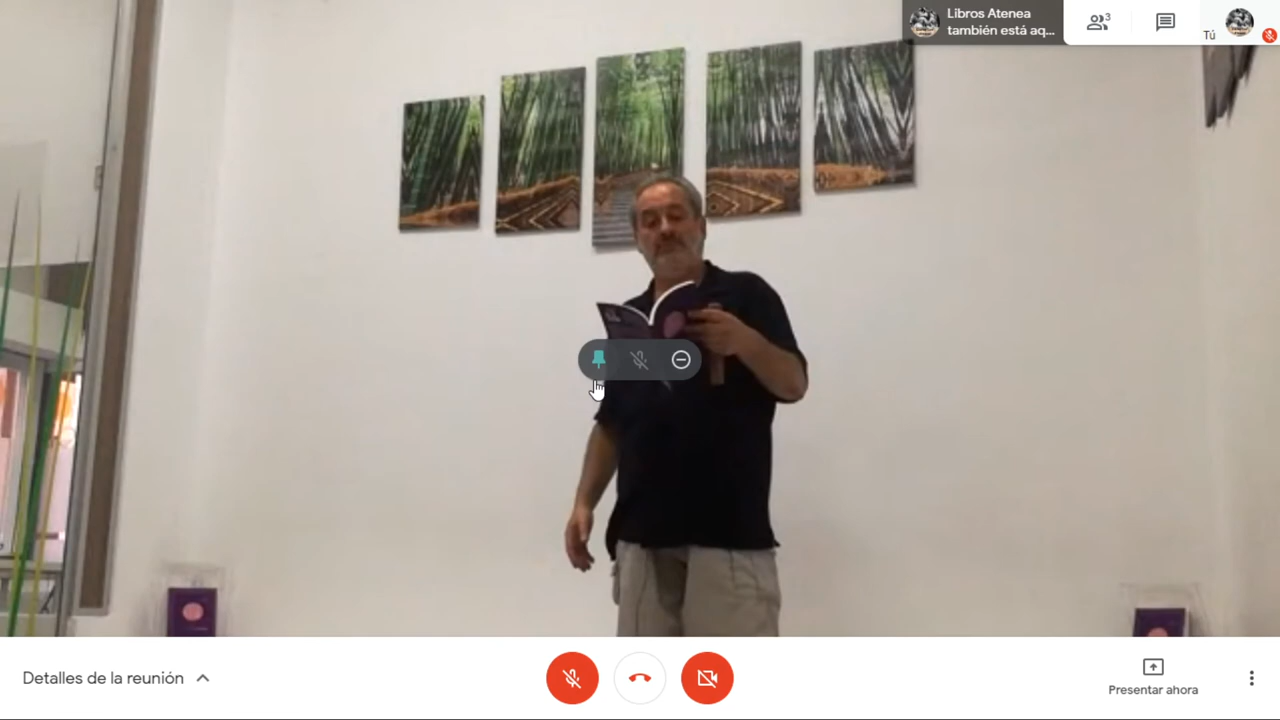 Libros Atenea
también está aq...
3
Tú
Detalles de la reunión
Presentar ahora